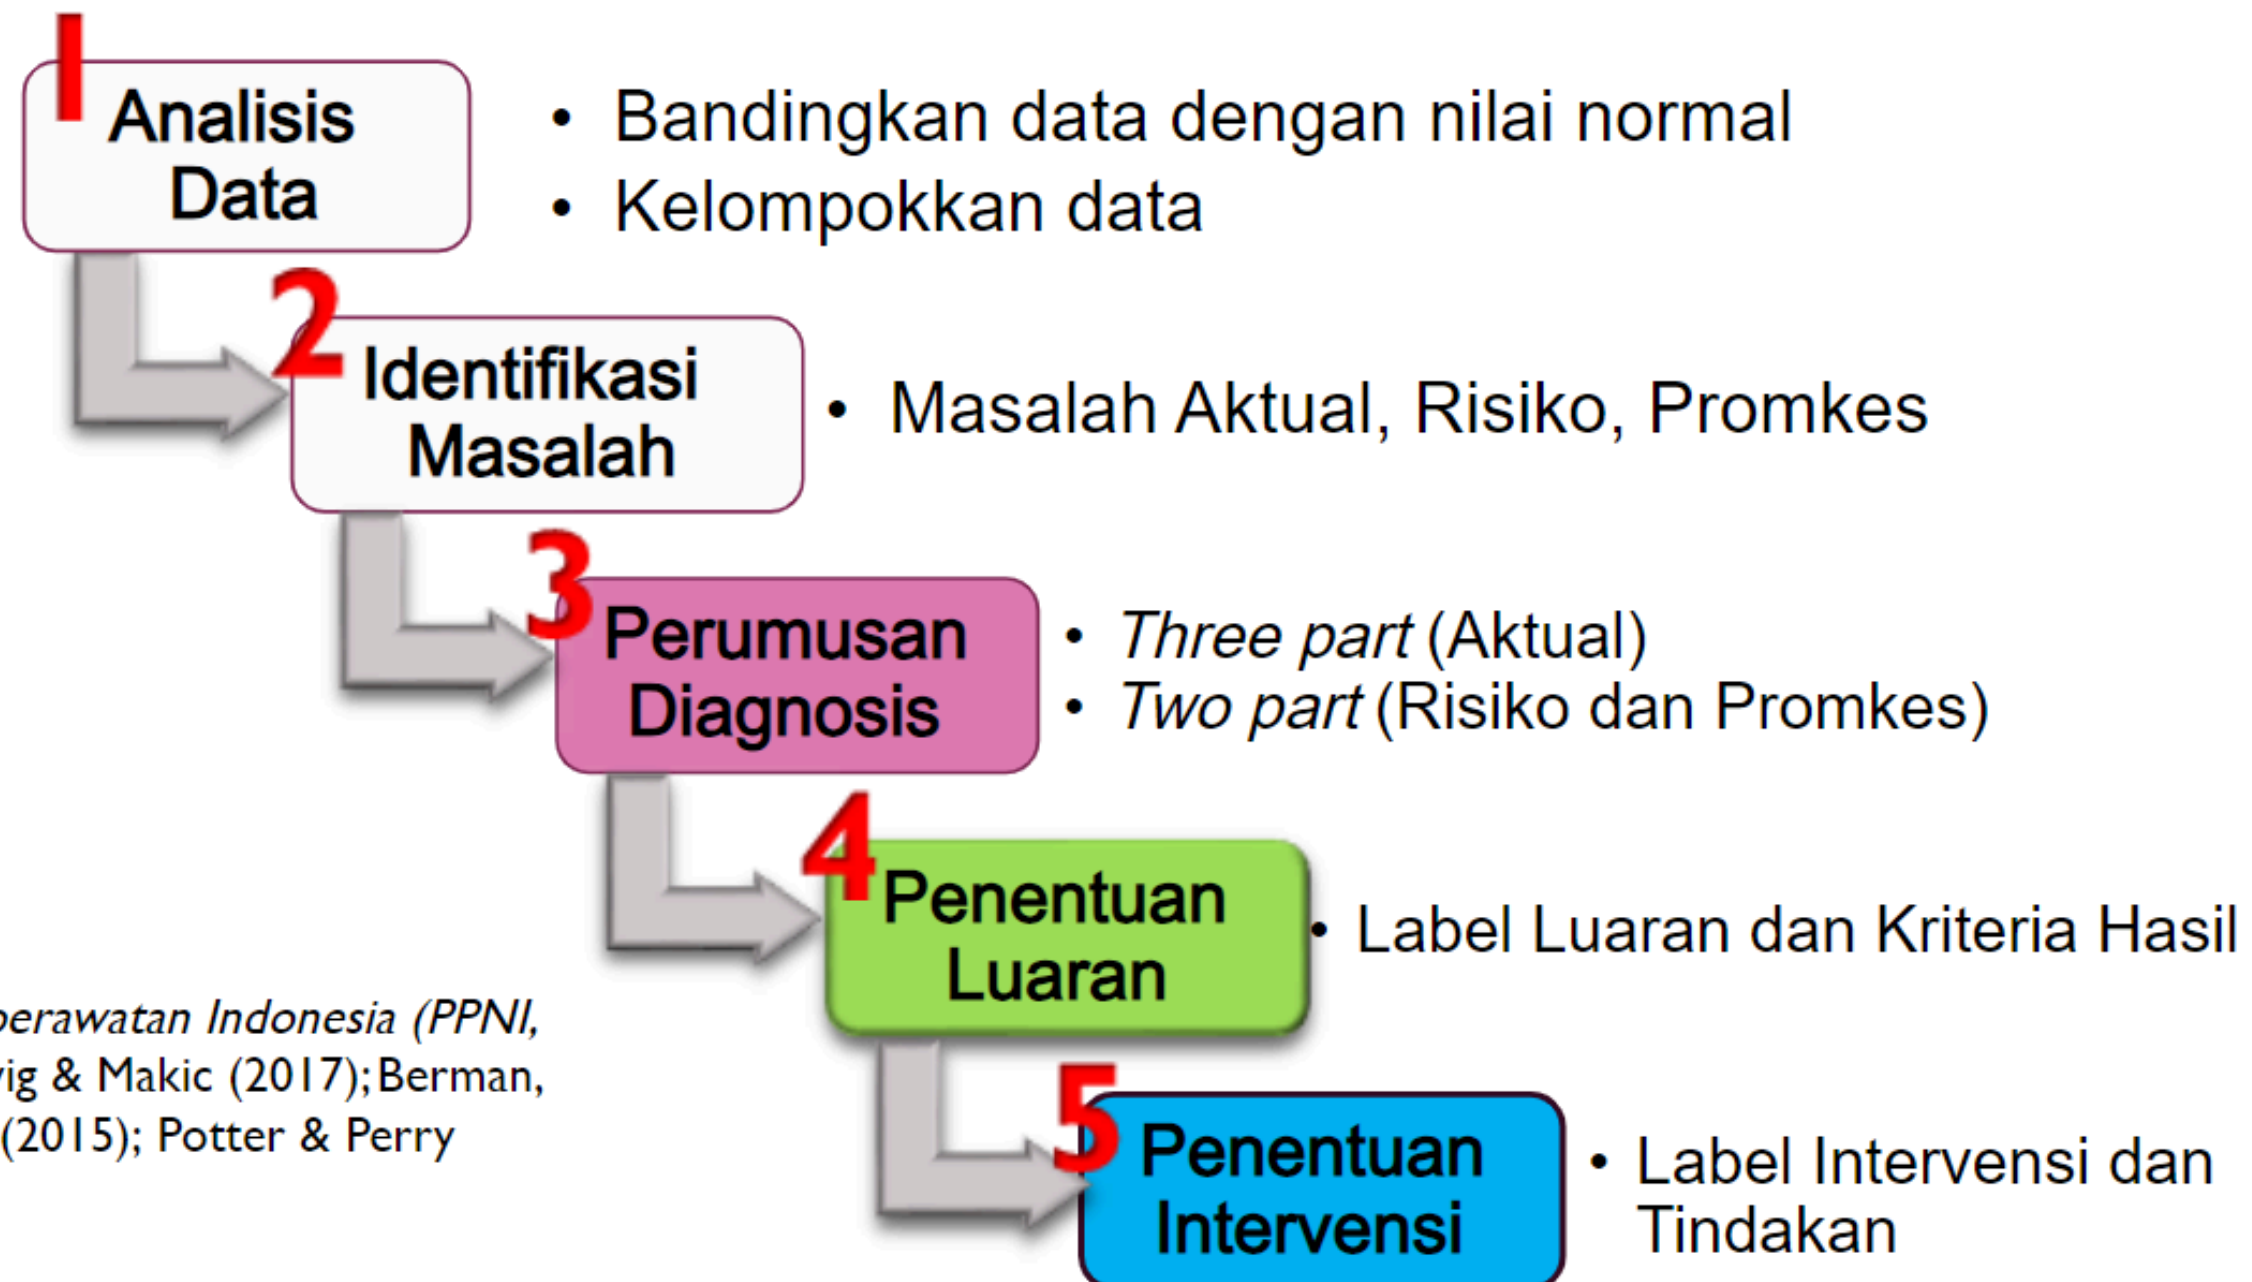 1
Analisis
Data
• Bandingkan data dengan nilai normal
• Kelompokkan data
2
Identifikasi
Masalah
• Masalah Aktual, Risiko, Promkes
3
Perumusan
Diagnosis
• Three part (Aktual)
• Two part (Risiko dan Promkes)
4
Penentuan
Luaran
• Label Luaran dan Kriteria Hasil
5
Penentuan
Intervensi
• Label Intervensi dan
Tindakan
Indonesia (PPNI,
& Makic (2017); Berman,
(2015); Potter & Perry